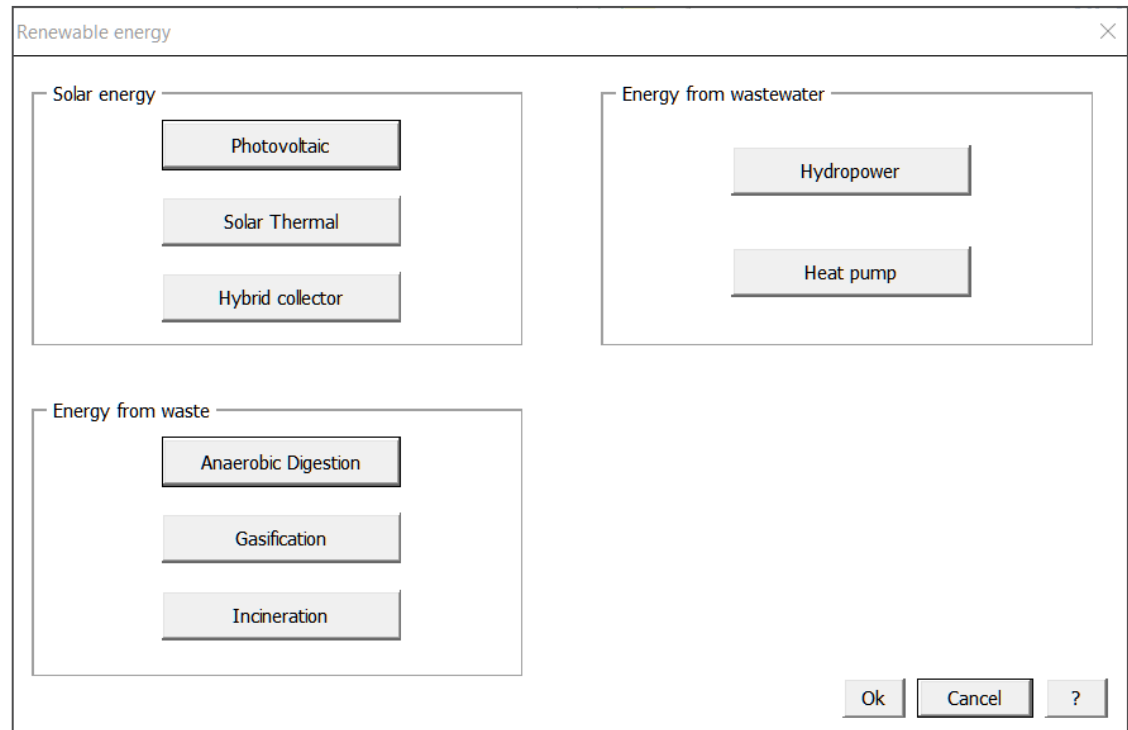 Renewable energy
Solar energy
Photovoltaic
Solar Thermal
Hybrid collector
Energy from wastewater
Hydropower
Heat pump
Energy from waste
Anaerobic Digestion
Gasification
Incineration
Ok
Cancel
?